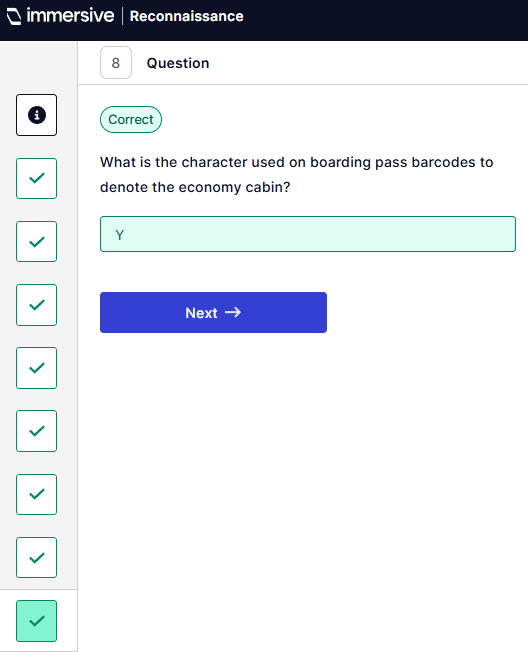 immersive Reconnaissance
8 Question
Correct
What is the character used on boarding pass barcodes to
denote the economy cabin?
Y
Next →